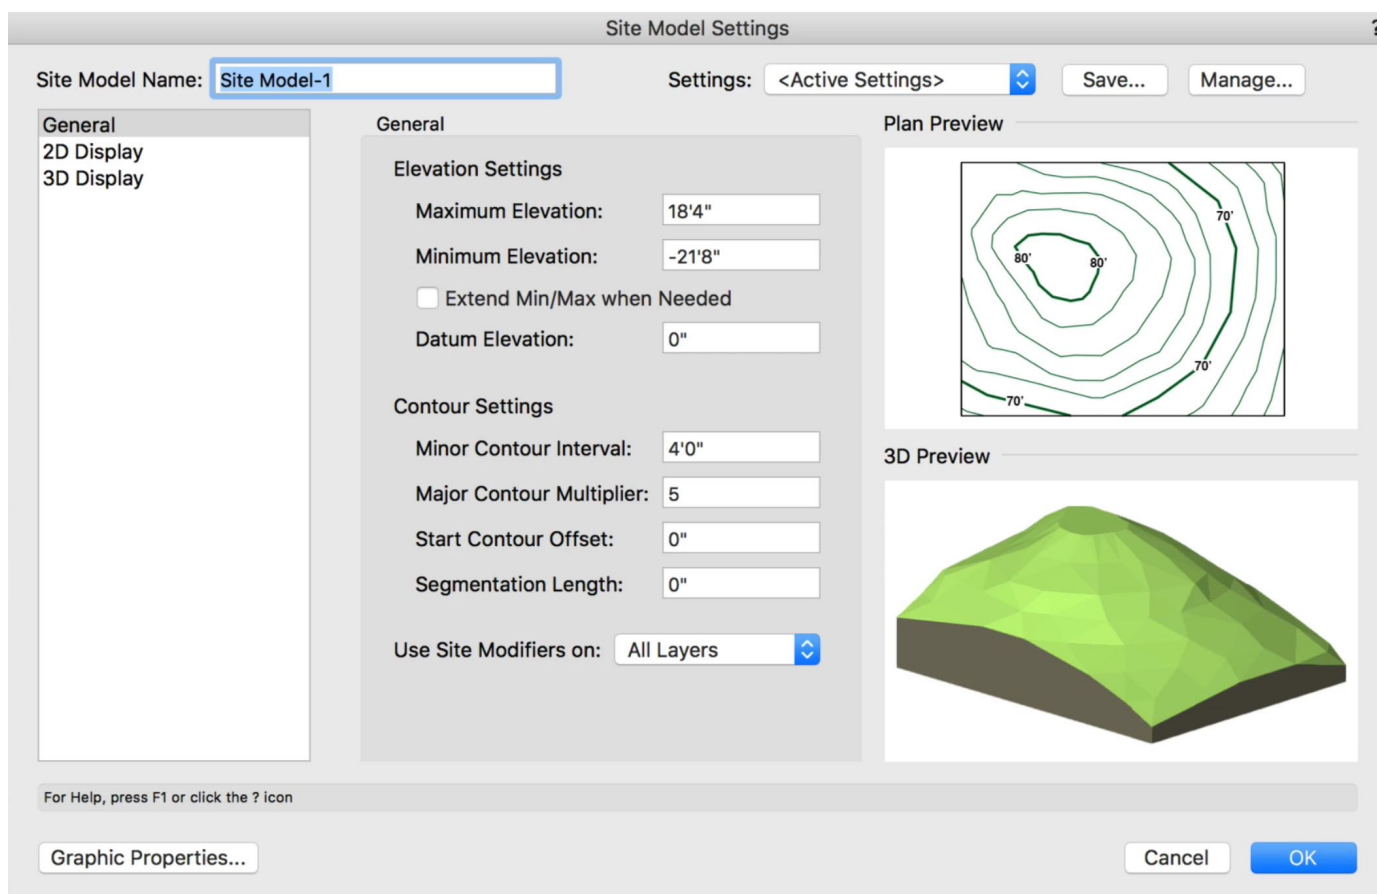 Site Model Settings
?
Site Model Name: Site Model-1
Settings: <Active Settings> Save... Manage...
General
2D Display
3D Display
General
Elevation Settings
Maximum Elevation: 18'4"
Minimum Elevation: -21'8"
Extend Min/Max when Needed
Datum Elevation: 0"
Contour Settings
Minor Contour Interval: 4'0"
Major Contour Multiplier: 5
Start Contour Offset: 0"
Segmentation Length: 0"
Use Site Modifiers on: All Layers
Plan Preview
70'
80' 80'
70'
70'
3D Preview
For Help, press F1 or click the ? icon
Graphic Properties...
Cancel OK